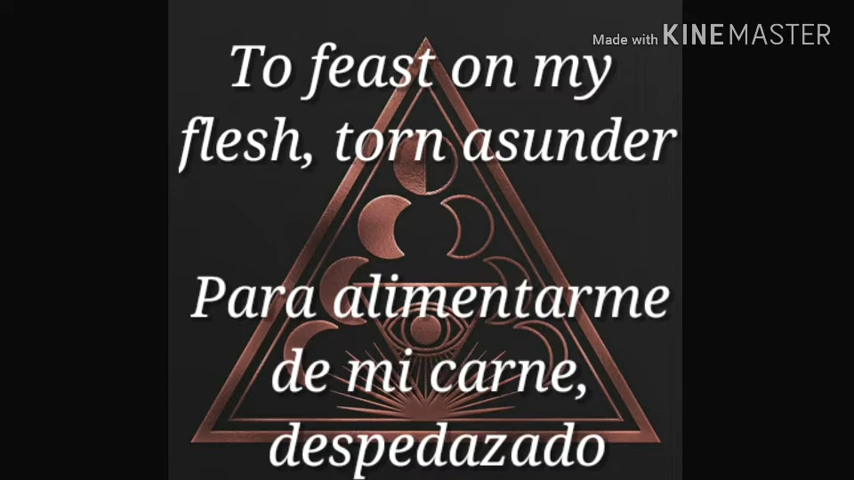 Made with KINEMASTER
To feast on my
flesh, torn asunder
Para alimentarme
de mi carne,
despedazado